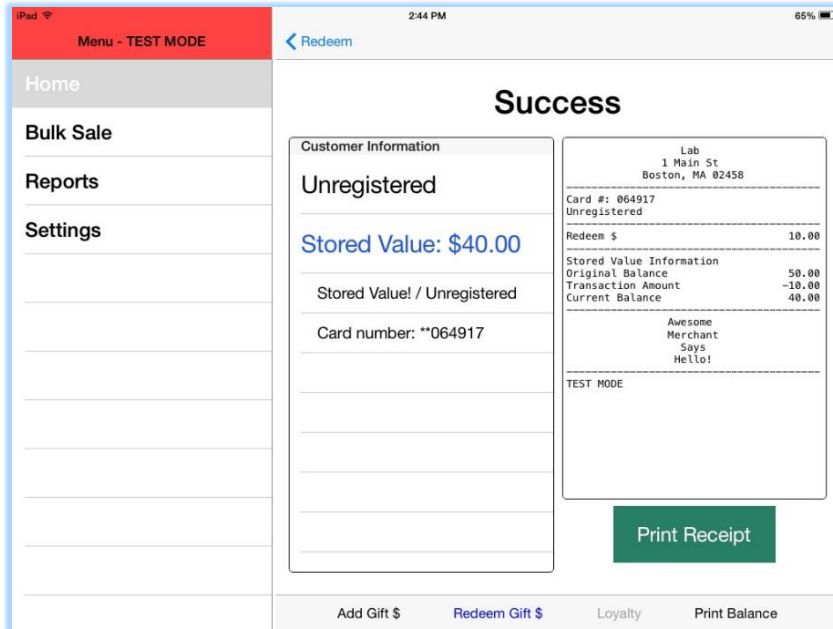 iPad 2:44 PM 65%
Menu - TEST MODE
Redeem
Home
Bulk Sale
Reports
Settings
Success
Customer Information
Unregistered
Stored Value: $40.00
Stored Value! / Unregistered
Card number: **064917
Lab
1 Main St
Boston, MA 02458
Card #: 064917
Unregistered
Redeem $ 10.00
Stored Value Information
Original Balance 50.00
Transaction Amount -10.00
Current Balance 40.00
Awesome
Merchant
Says
Hello!
TEST MODE
Print Receipt
Add Gift $ Redeem Gift $ Loyalty Print Balance